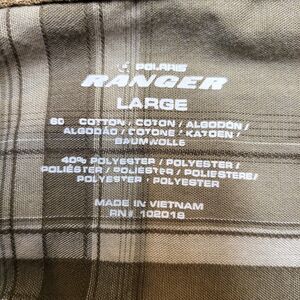 POLARIS
RANGER
LARGE
60 COTTON / COTON / ALGODÓN /
ALGODÃO / COTONE / KATOEN /
BAUMWOLLE
40% POLYESTER / POLYESTER /
POLIÉSTER / POLIÉSTER / POLIESTERE /
POLYESTER / POLYESTER
MADE IN VIETNAM
RN# 102016